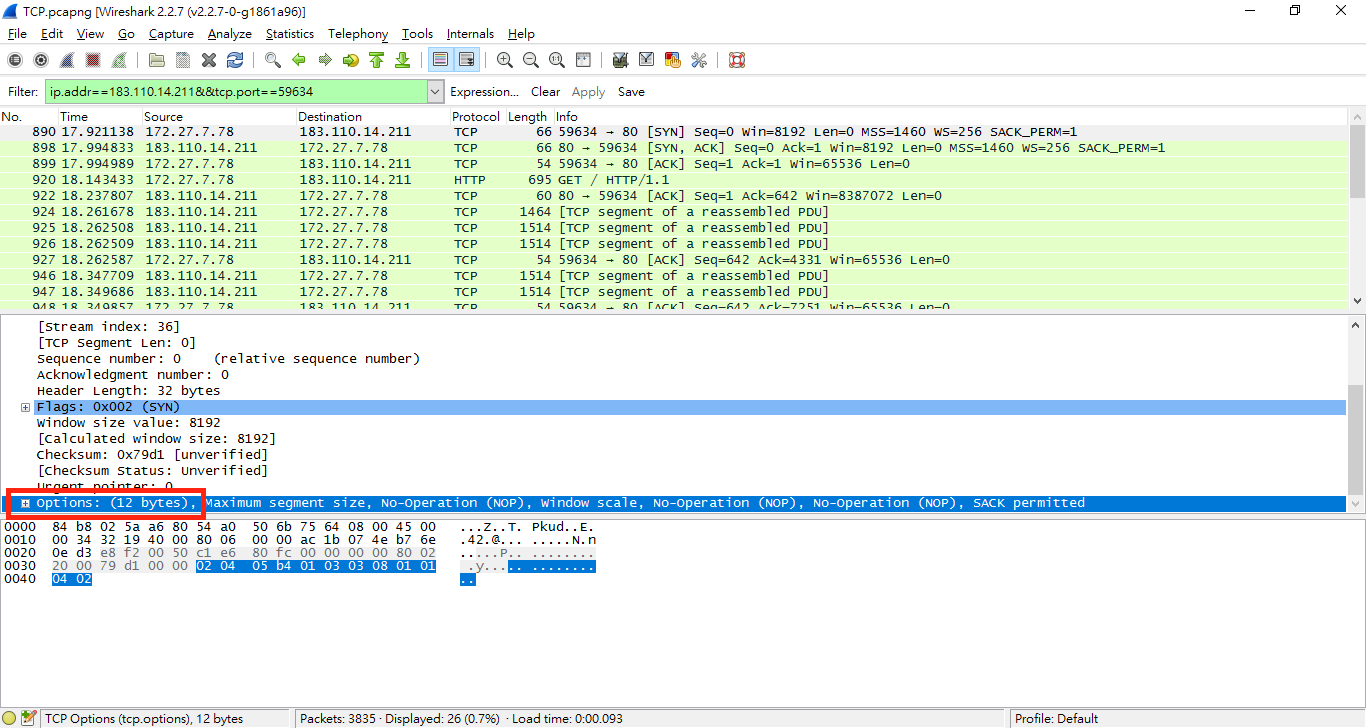 TCP.pcapng [Wireshark 2.2.7 (v2.2.7-0-g1861a96)]
File Edit View Go Capture Analyze Statistics Telephony Tools Internals Help
Filter: ip.addr==183.110.14.211&&tcp.port==59634 Expression... Clear Apply Save
No. Time Source Destination Protocol Length Info
890 17.921138 172.27.7.78 183.110.14.211 TCP 66 59634 → 80 [SYN] Seq=0 Win=8192 Len=0 MSS=1460 WS=256 SACK_PERM=1
898 17.994833 183.110.14.211 172.27.7.78 TCP 66 80 → 59634 [SYN, ACK] Seq=0 Ack=1 Win=8192 Len=0 MSS=1460 WS=256 SACK_PERM=1
899 17.994989 172.27.7.78 183.110.14.211 TCP 54 59634 → 80 [ACK] Seq=1 Ack=1 Win=65536 Len=0
920 18.143433 172.27.7.78 183.110.14.211 HTTP 695 GET / HTTP/1.1
922 18.237807 183.110.14.211 172.27.7.78 TCP 60 80 → 59634 [ACK] Seq=1 Ack=642 Win=8387072 Len=0
924 18.261678 183.110.14.211 172.27.7.78 TCP 1464 [TCP segment of a reassembled PDU]
925 18.262508 183.110.14.211 172.27.7.78 TCP 1514 [TCP segment of a reassembled PDU]
926 18.262509 183.110.14.211 172.27.7.78 TCP 1514 [TCP segment of a reassembled PDU]
927 18.262587 172.27.7.78 183.110.14.211 TCP 54 59634 → 80 [ACK] Seq=642 Ack=4331 Win=65536 Len=0
946 18.347709 183.110.14.211 172.27.7.78 TCP 1514 [TCP segment of a reassembled PDU]
947 18.349686 183.110.14.211 172.27.7.78 TCP 1514 [TCP segment of a reassembled PDU]
948 18.349857 172.27.7.78 183.110.14.211 TCP 54 59634 → 80 [ACK] Seq=642 Ack=7251 Win=65536 Len=0
[Stream index: 36]
[TCP Segment Len: 0]
Sequence number: 0 (relative sequence number)
Acknowledgment number: 0
Header Length: 32 bytes
Flags: 0x002 (SYN)
Window size value: 8192
[Calculated window size: 8192]
Checksum: 0x79d1 [unverified]
[Checksum Status: Unverified]
Urgent pointer: 0
Options: (12 bytes), Maximum segment size, No-Operation (NOP), Window scale, No-Operation (NOP), No-Operation (NOP), SACK permitted
0000 84 b8 02 5a a6 80 54 a0 50 6b 75 64 08 00 45 00 ...Z..T. Pkud..E.
0010 00 34 32 19 40 00 80 06 00 00 ac 1b 07 4e b7 6e .42.@... .....N.n
0020 0e d3 e8 f2 00 50 c1 e6 80 fc 00 00 00 00 80 02 .....P.. ........
0030 20 00 79 d1 00 00 02 04 05 b4 01 03 03 08 01 01 .y..... ........
0040 04 02 ..
TCP Options (tcp.options), 12 bytes Packets: 3835 · Displayed: 26 (0.7%) · Load time: 0:00.093 Profile: Default